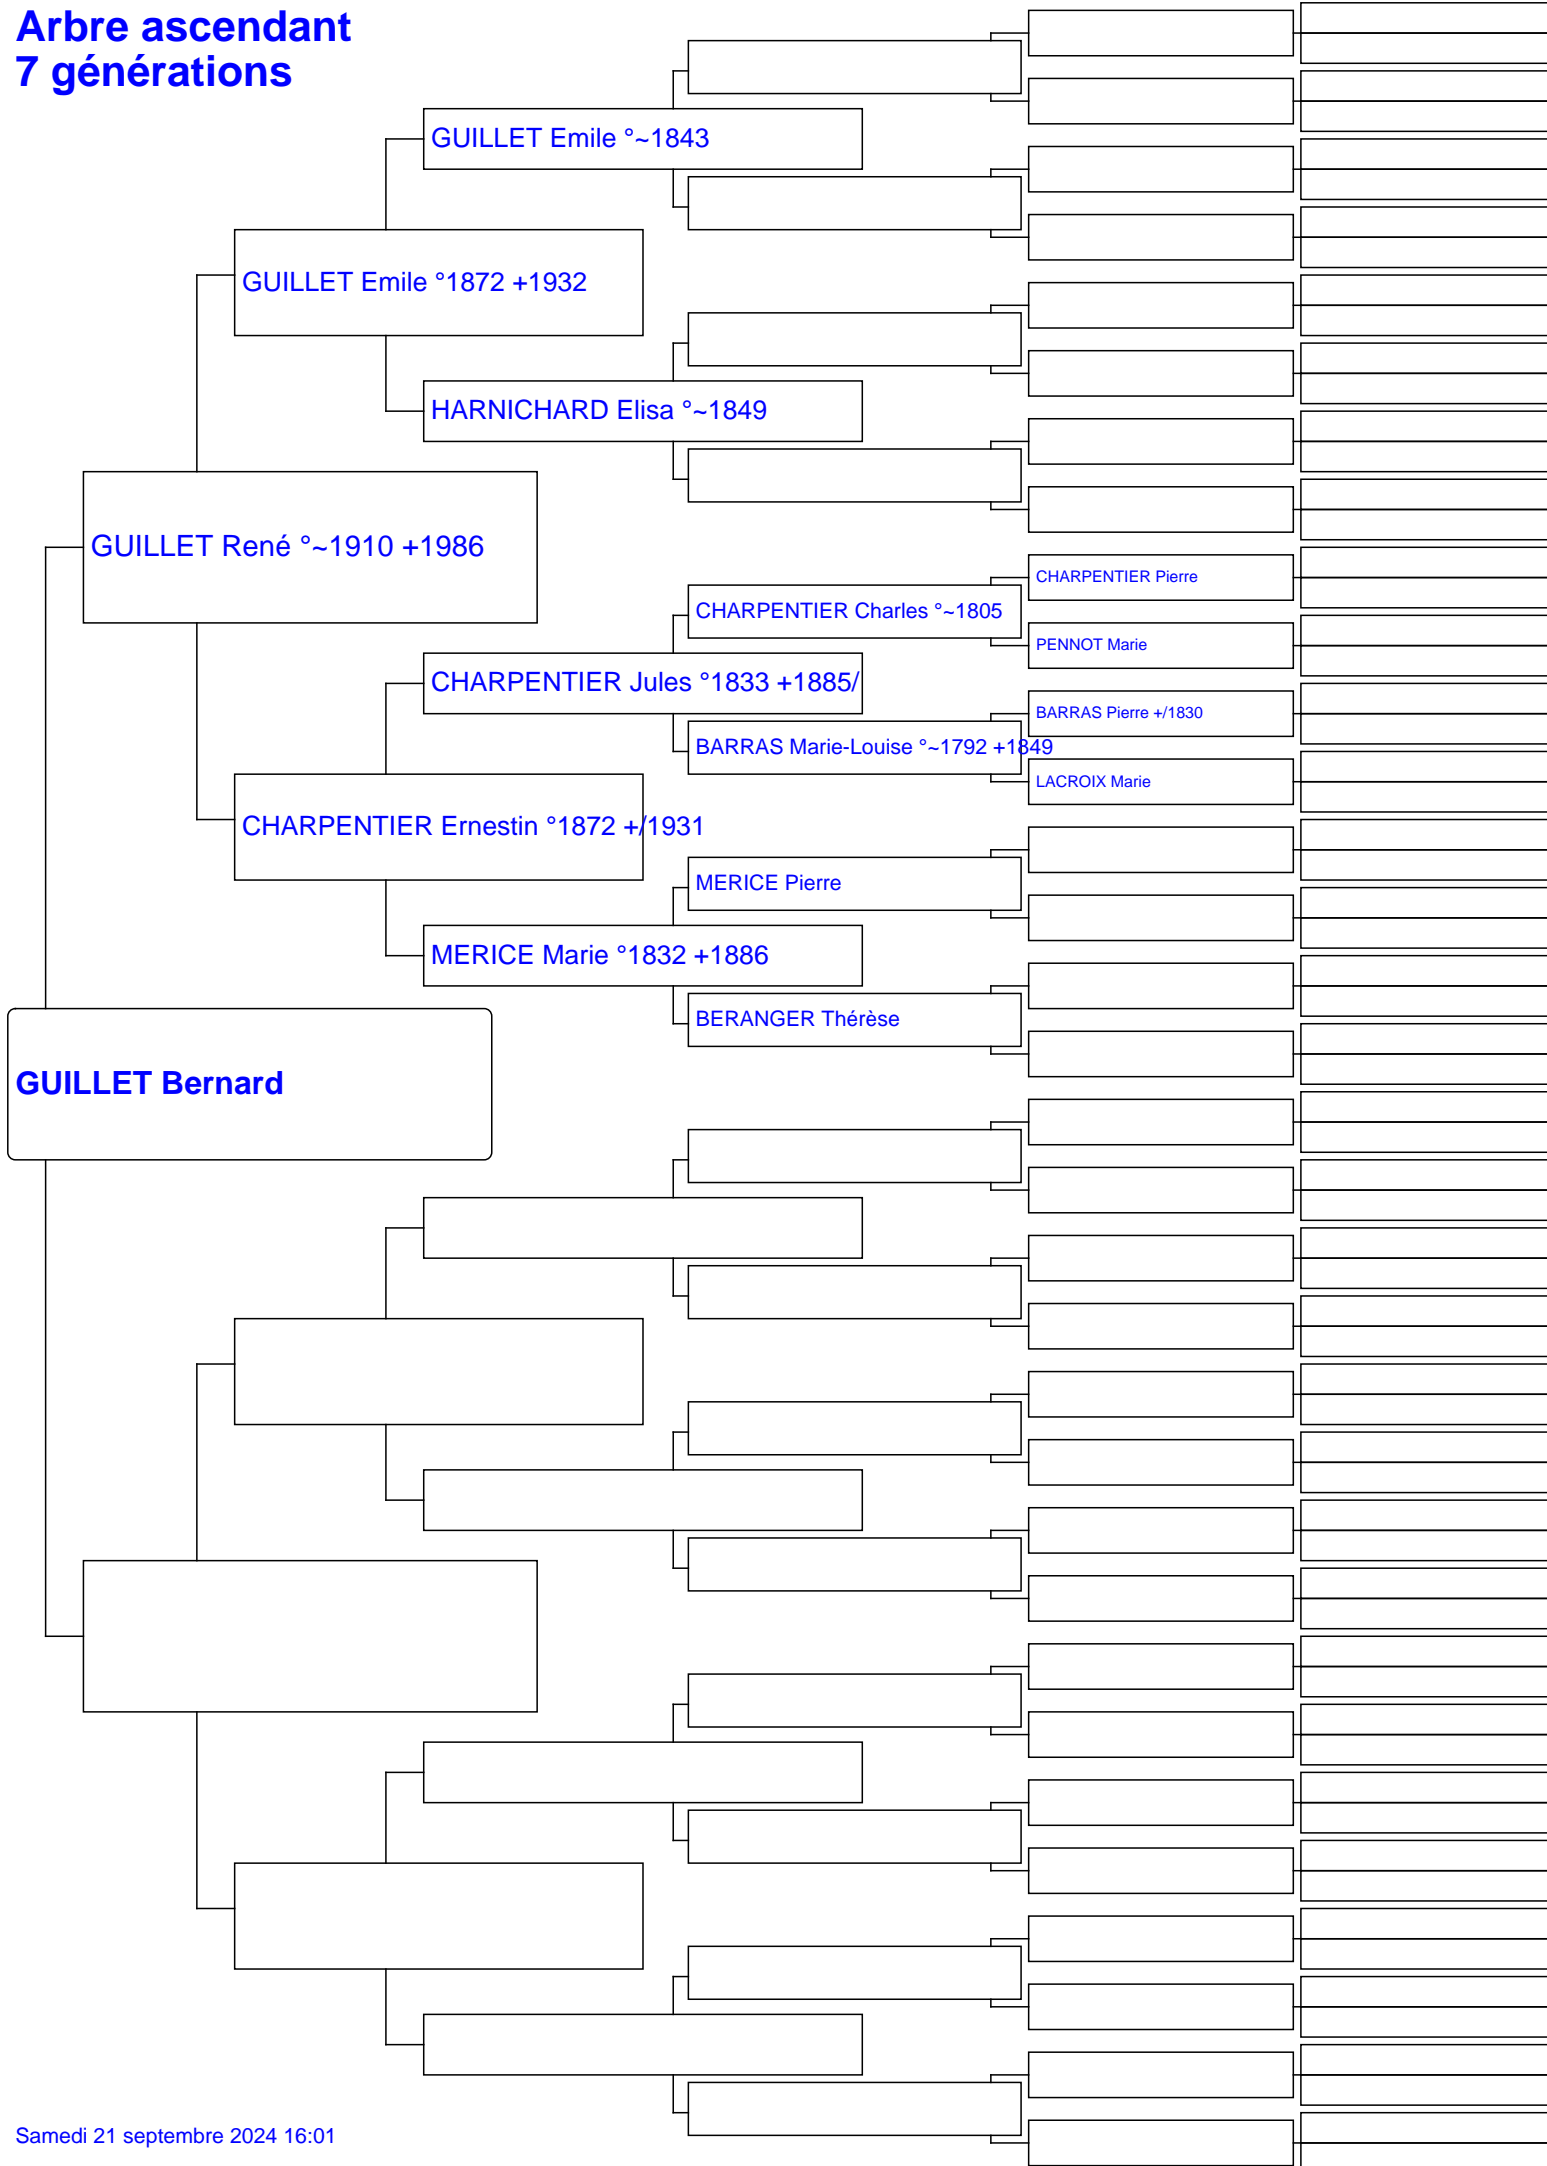 Arbre ascendant
7 générations
GUILLET Emile °~1843
GUILLET Emile °1872 +1932
HARNICHARD Elisa °~1849
GUILLET René °~1910 +1986
CHARPENTIER Pierre
CHARPENTIER Charles °~1805
PENNOT Marie
CHARPENTIER Jules °1833 +1885/
BARRAS Pierre +/1830
BARRAS Marie-Louise °~1792 +1849
LACROIX Marie
CHARPENTIER Ernestin °1872 +/1931
MERICE Pierre
MERICE Marie °1832 +1886
BERANGER Thérèse
GUILLET Bernard
Samedi 21 septembre 2024 16:01